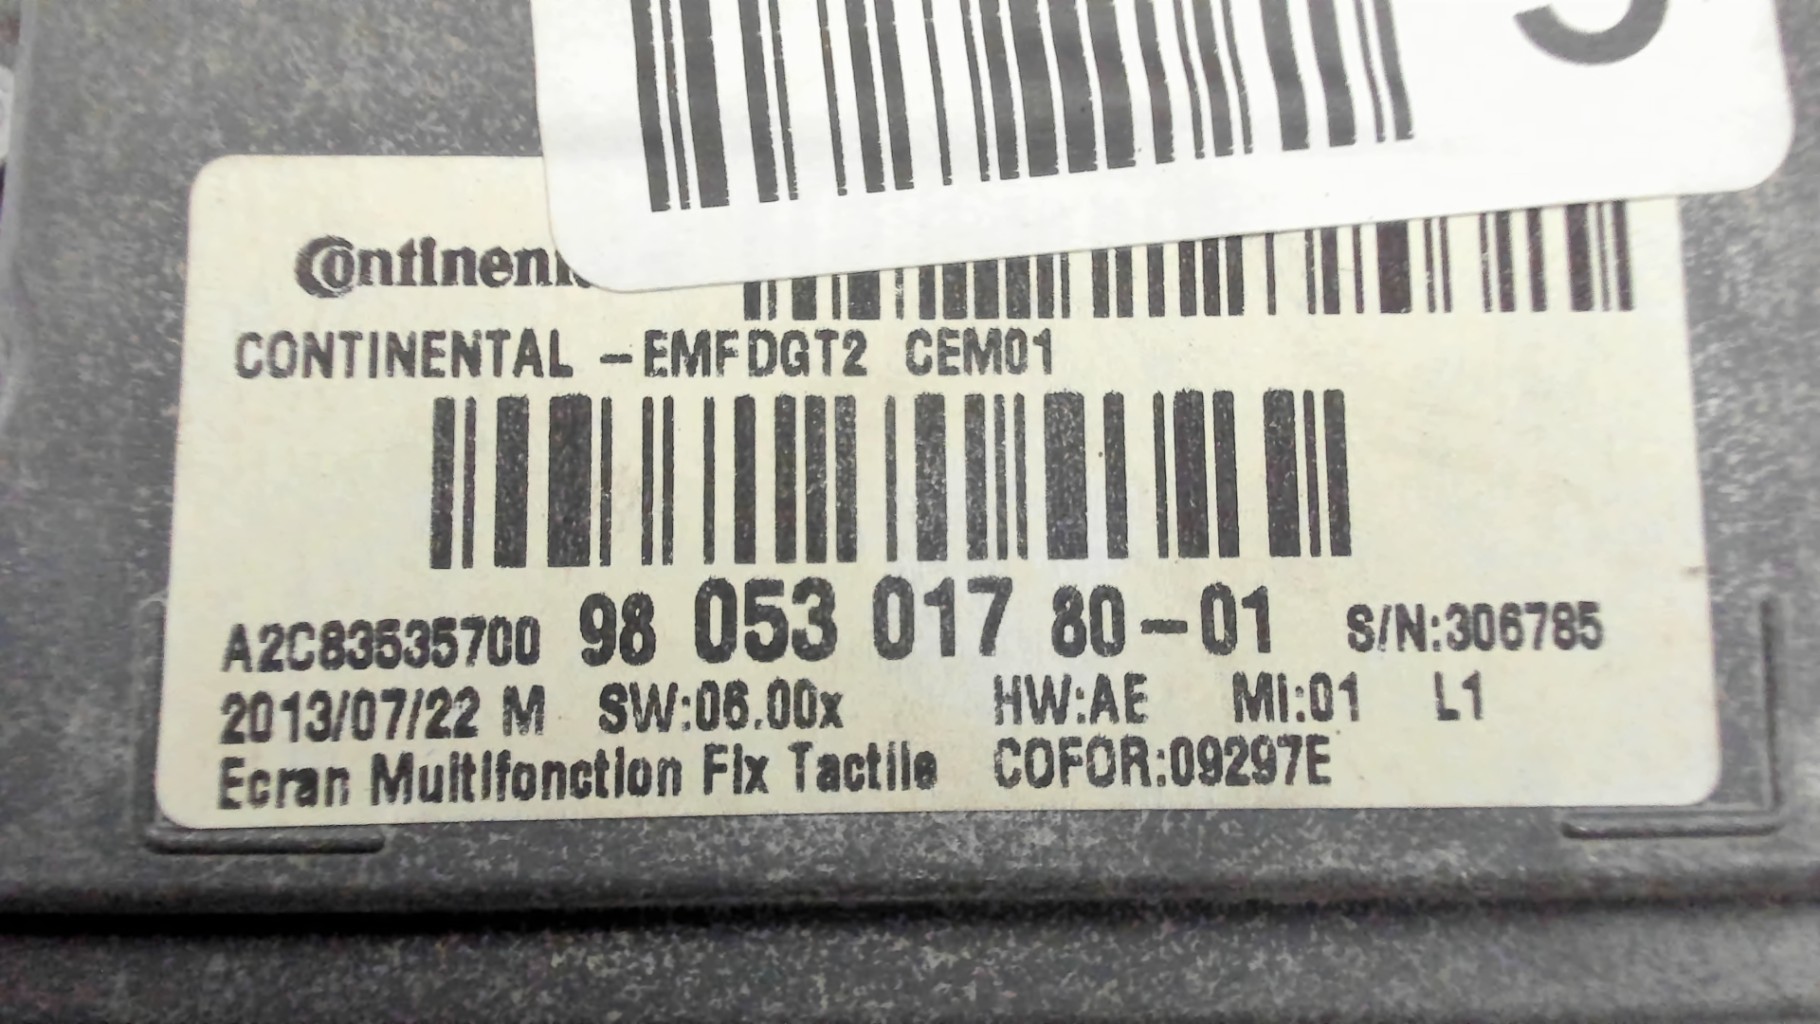 CONTINENTAL -EMFDGT2 CEM01
A2C83535700 98 053 017 80-01 S/N:306785
2013/07/22 M SW:06.00x HW:AE MI:01 L1
Ecran Multifonction Fix Tactile COFOR:09297E